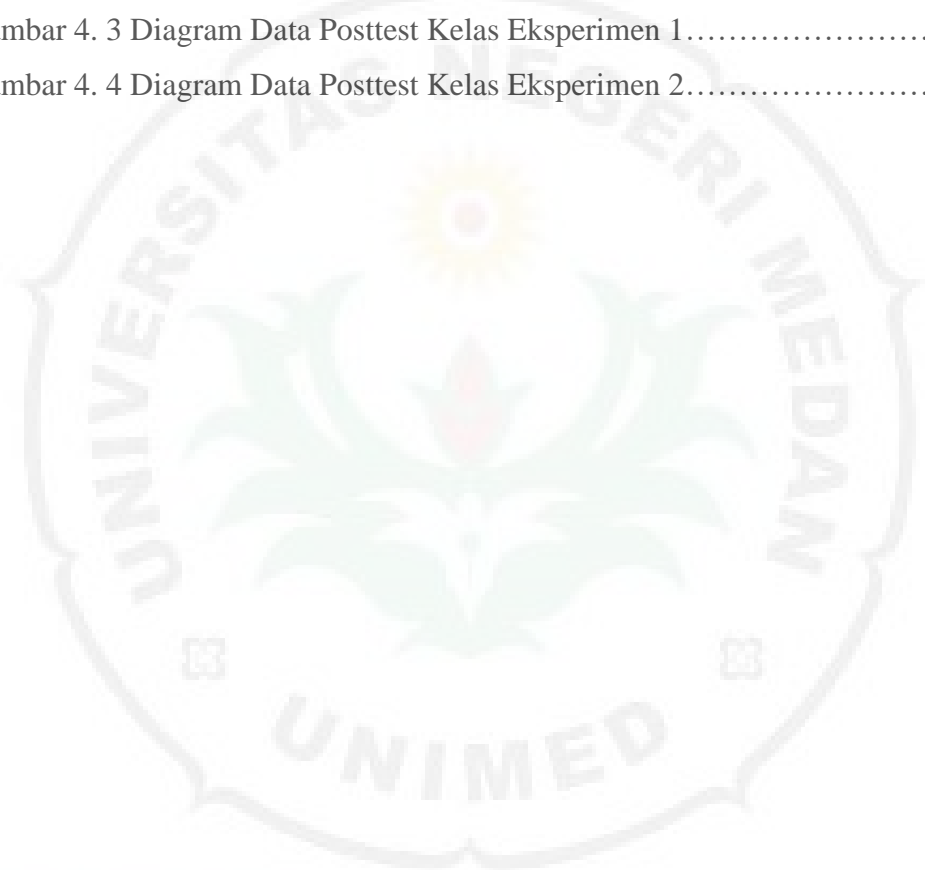 mbar 4. 3 Diagram Data Posttest Kelas Eksperimen 1……………………
mbar 4. 4 Diagram Data Posttest Kelas Eksperimen 2……………………
UNIVERSITAS NEGERI MEDAN
UNIMED